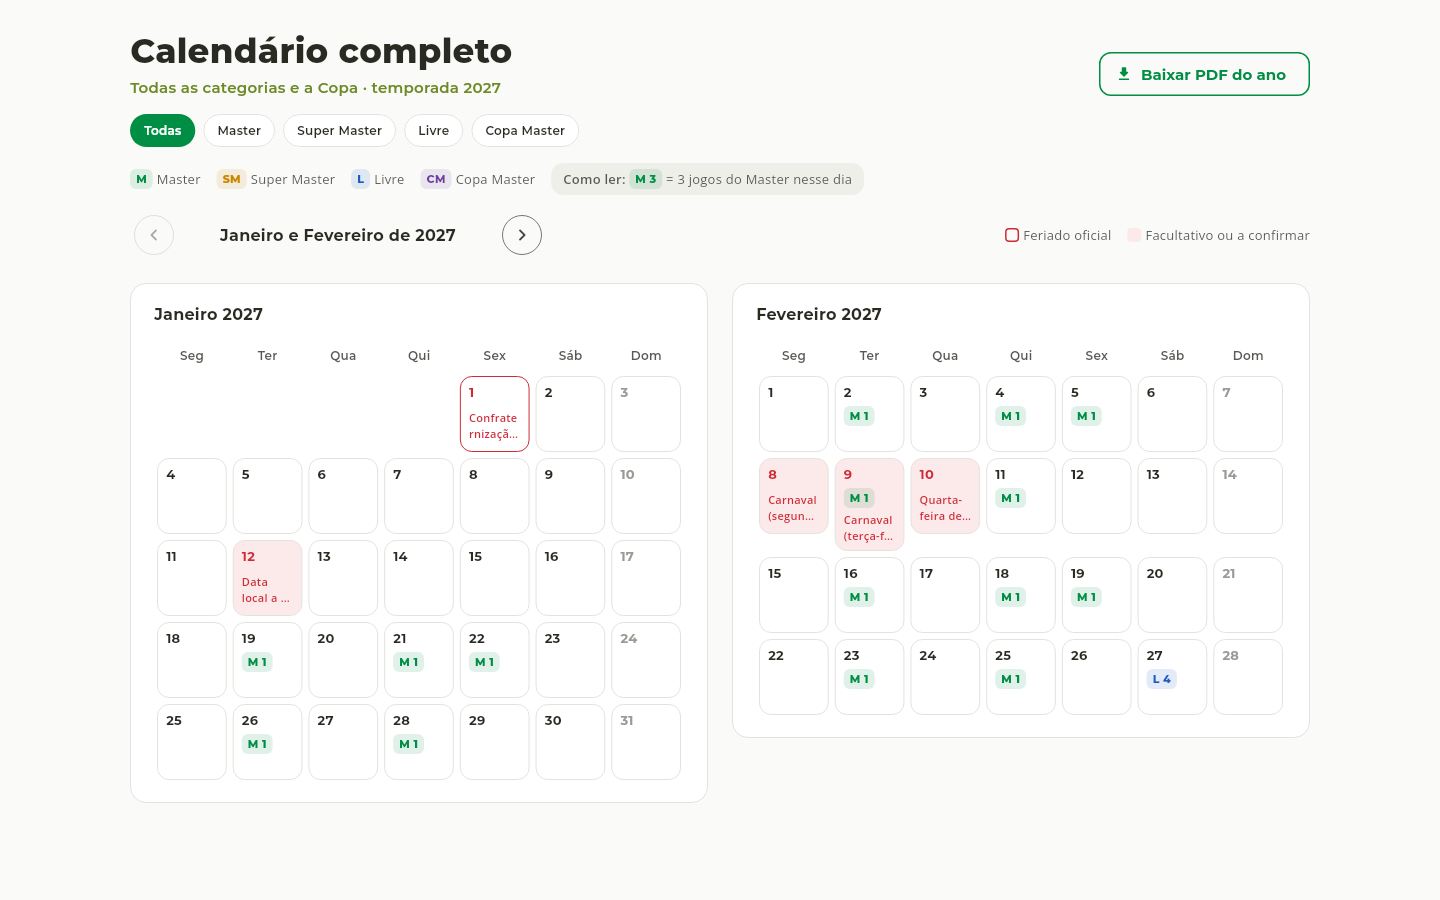 Calendário completo
Todas as categorias e a Copa · temporada 2027
Baixar PDF do ano
Todas Master Super Master Livre Copa Master
M Master SM Super Master L Livre CM Copa Master Como ler: M 3 = 3 jogos do Master nesse dia
Janeiro e Fevereiro de 2027
Feriado oficial Facultativo ou a confirmar
Janeiro 2027
Seg Ter Qua Qui Sex Sáb Dom
1 2 3
Confrate
rnizaçã...
4 5 6 7 8 9 10
11 12 13 14 15 16 17
Data
local a ...
18 19 20 21 22 23 24
M 1 M 1 M 1
25 26 27 28 29 30 31
M 1 M 1
Fevereiro 2027
Seg Ter Qua Qui Sex Sáb Dom
1 2 3 4 5 6 7
M 1 M 1 M 1
8 9 10 11 12 13 14
Carnaval
(segun...
M 1
Carnaval
(terça-f...
Quarta-
feira de...
M 1
15 16 17 18 19 20 21
M 1 M 1 M 1
22 23 24 25 26 27 28
M 1 M 1 L 4